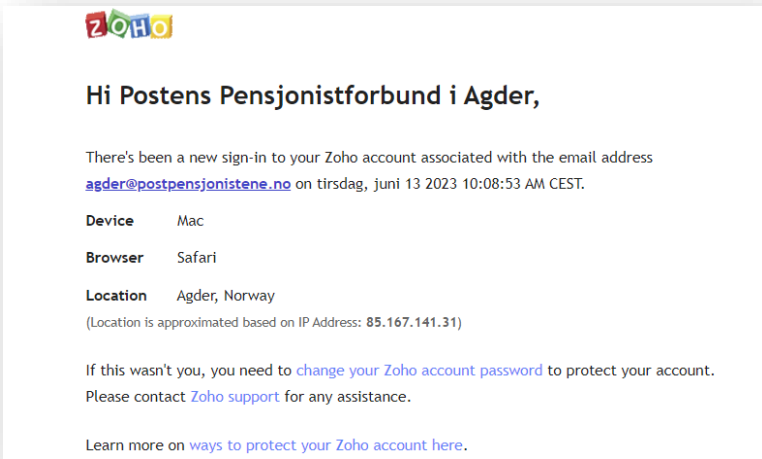 ZOHO
Hi Postens Pensjonistforbund i Agder,
There's been a new sign-in to your Zoho account associated with the email address
agder@postpensjonistene.no on tirsdag, juni 13 2023 10:08:53 AM CEST.
Device Mac
Browser Safari
Location Agder, Norway
(Location is approximated based on IP Address: 85.167.141.31)
If this wasn't you, you need to change your Zoho account password to protect your account.
Please contact Zoho support for any assistance.
Learn more on ways to protect your Zoho account here.